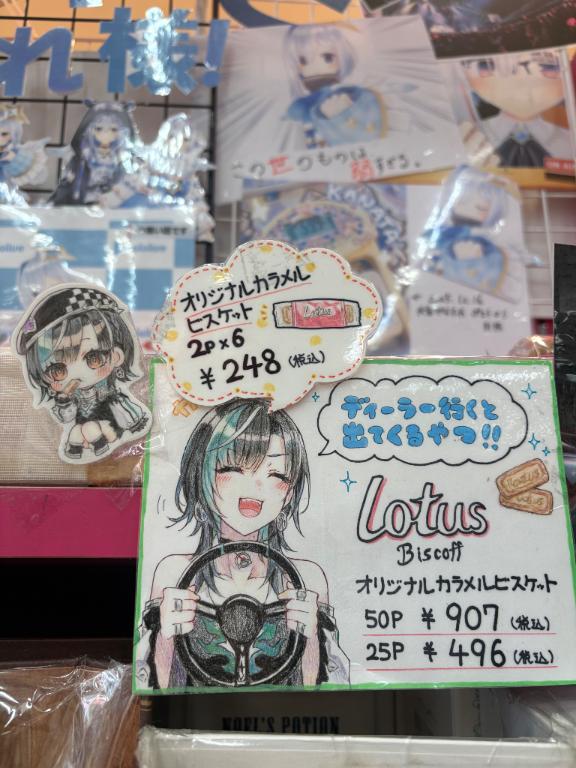 れ様!
この世のものは
オリジナルカラメル
ビスケット
Lotus
2P×6
¥248(税込)
ディーラー行くと
出てくるやつ!!
Lotus
Biscoff
オリジナルカラメルビスケット
50P ¥907(税込)
25P ¥496(税込)
NOEL'S POTION